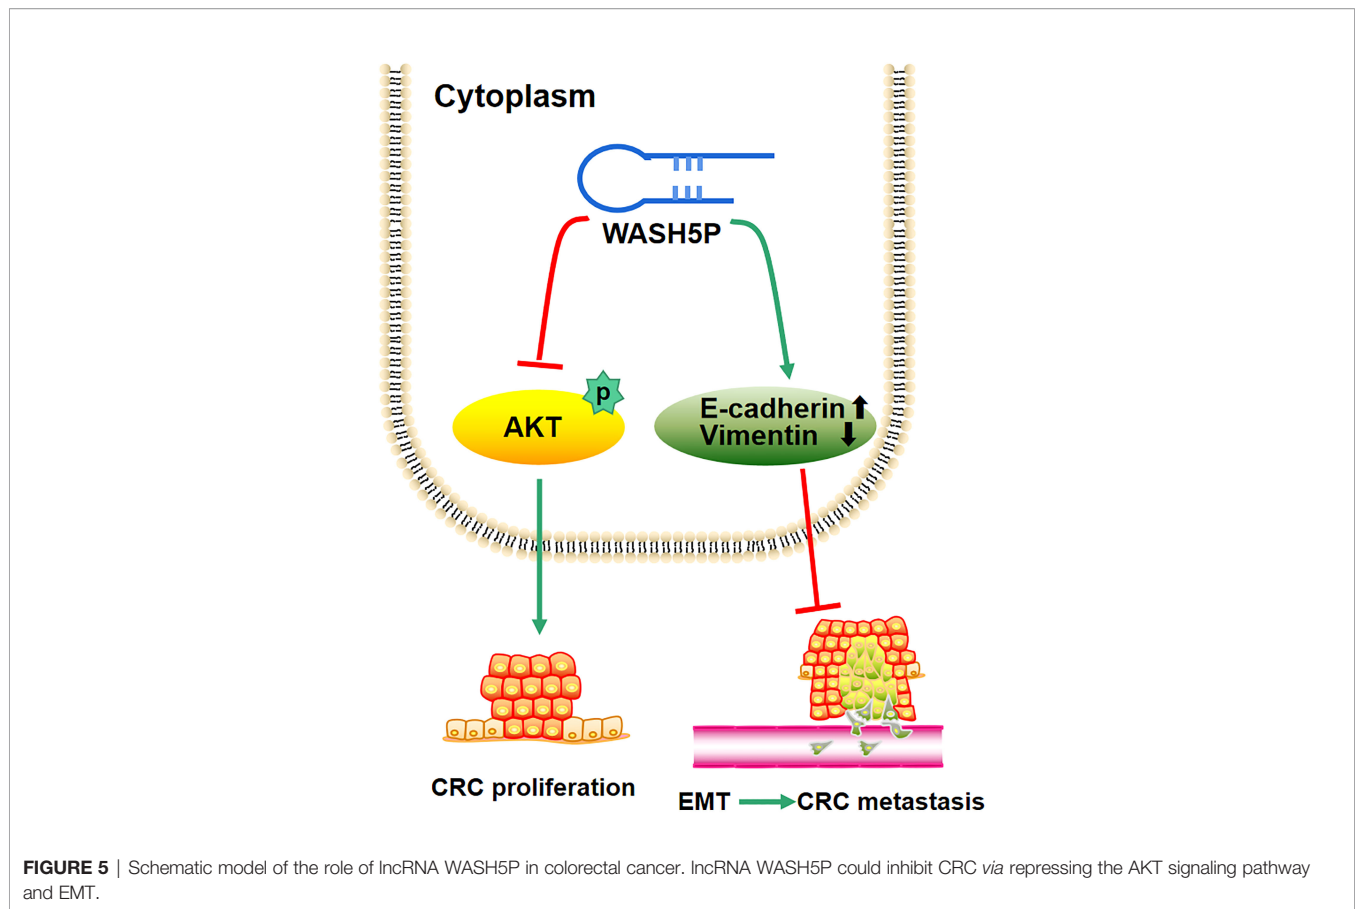 Cytoplasm
WASH5P
p
AKT
E-cadherin
Vimentin
CRC proliferation
EMT CRC metastasis
FIGURE 5 | Schematic model of the role of lncRNA WASH5P in colorectal cancer. lncRNA WASH5P could inhibit CRC via repressing the AKT signaling pathway
and EMT.